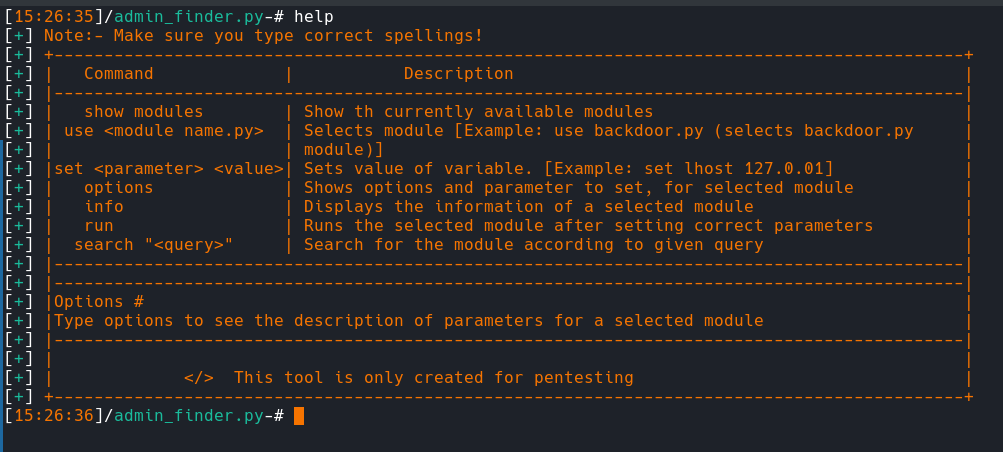 [15:26:35]/admin_finder.py-# help
[+] Note:- Make sure you type correct spellings!
[+] +-------------------------------------------------------------------------------------------+
[+] |   Command             |           Description                                             |
[+] |-------------------------------------------------------------------------------------------|
[+] |   show modules        | Show th currently available modules                               |
[+] | use <module name.py>  | Selects module [Example: use backdoor.py (selects backdoor.py     |
[+] |                       | module)]                                                          |
[+] |set <parameter> <value>| Sets value of variable. [Example: set lhost 127.0.01]             |
[+] |   options             | Shows options and parameter to set, for selected module           |
[+] |   info                | Displays the information of a selected module                     |
[+] |   run                 | Runs the selected module after setting correct parameters         |
[+] |  search "<query>"     | Search for the module according to given query                    |
[+] |-------------------------------------------------------------------------------------------|
[+] |-------------------------------------------------------------------------------------------|
[+] |Options #                                                                                  |
[+] |Type options to see the description of parameters for a selected module                    |
[+] |-------------------------------------------------------------------------------------------|
[+] |                                                                                           |
[+] |             </>  This tool is only created for pentesting                                 |
[+] +-------------------------------------------------------------------------------------------+
[15:26:36]/admin_finder.py-#